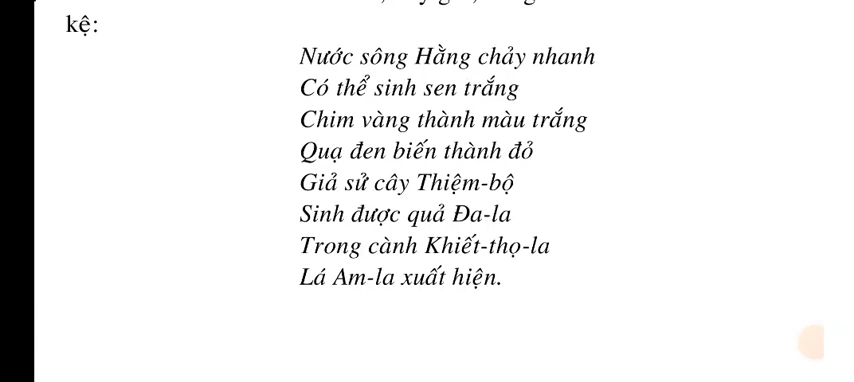 kệ:
Nước sông Hằng chảy nhanh
Có thể sinh sen trắng
Chim vàng thành màu trắng
Quạ đen biến thành đỏ
Giả sử cây Thiệm-bộ
Sinh được quả Đa-la
Trong cành Khiết-thọ-la
Lá Am-la xuất hiện.